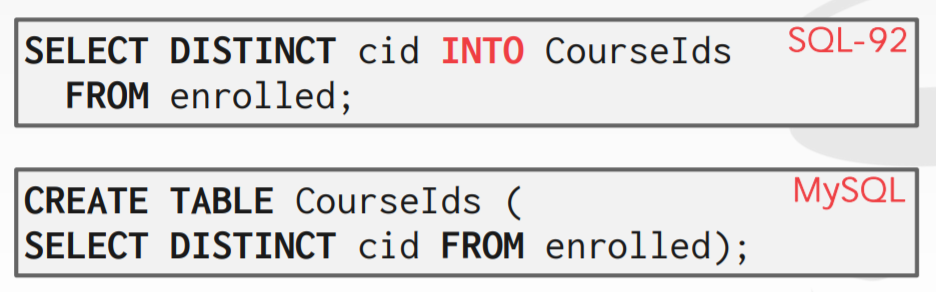 SELECT DISTINCT cid INTO CourseIds
FROM enrolled;
SQL-92
CREATE TABLE CourseIds (
SELECT DISTINCT cid FROM enrolled);
MySQL